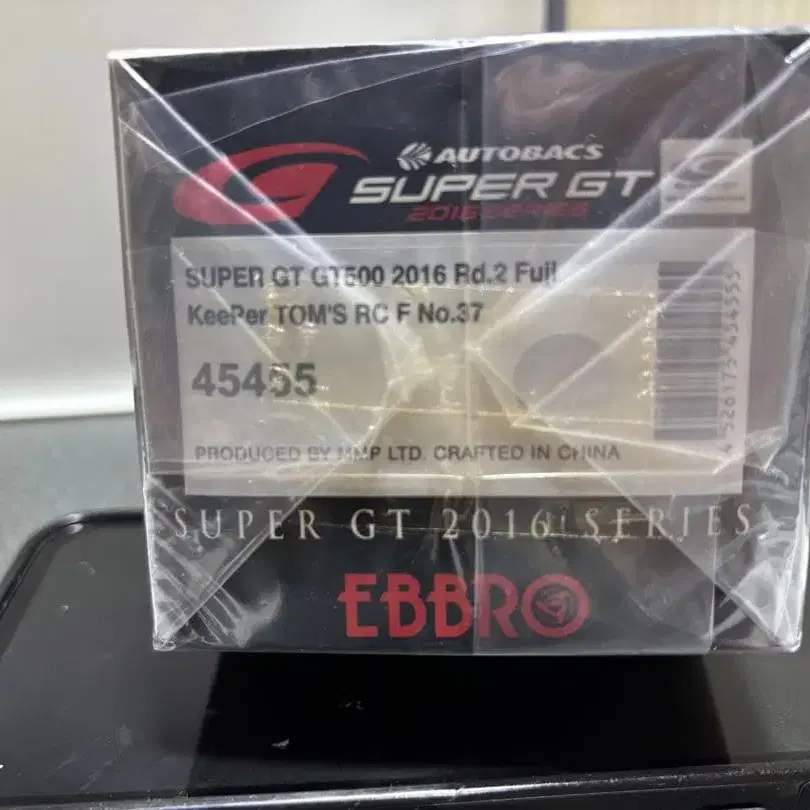 AUTOBACS
SUPER GT
2016 SERIES
SUPER GT GT500 2016 Rd.2 Fuji
KeePer TOM'S RC F No.37
45455
4526173454555
PRODUCED BY MMP LTD. CRAFTED IN CHINA
SUPER GT 2016 SERIES
EBBRO